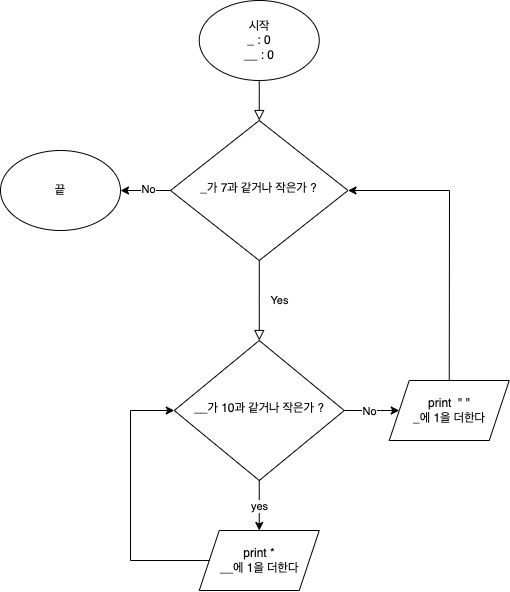 시작
_ : 0
__ : 0
_가 7과 같거나 작은가 ?
No
끝
Yes
__가 10과 같거나 작은가 ?
No
print " "
_에 1을 더한다
yes
print *
__에 1을 더한다